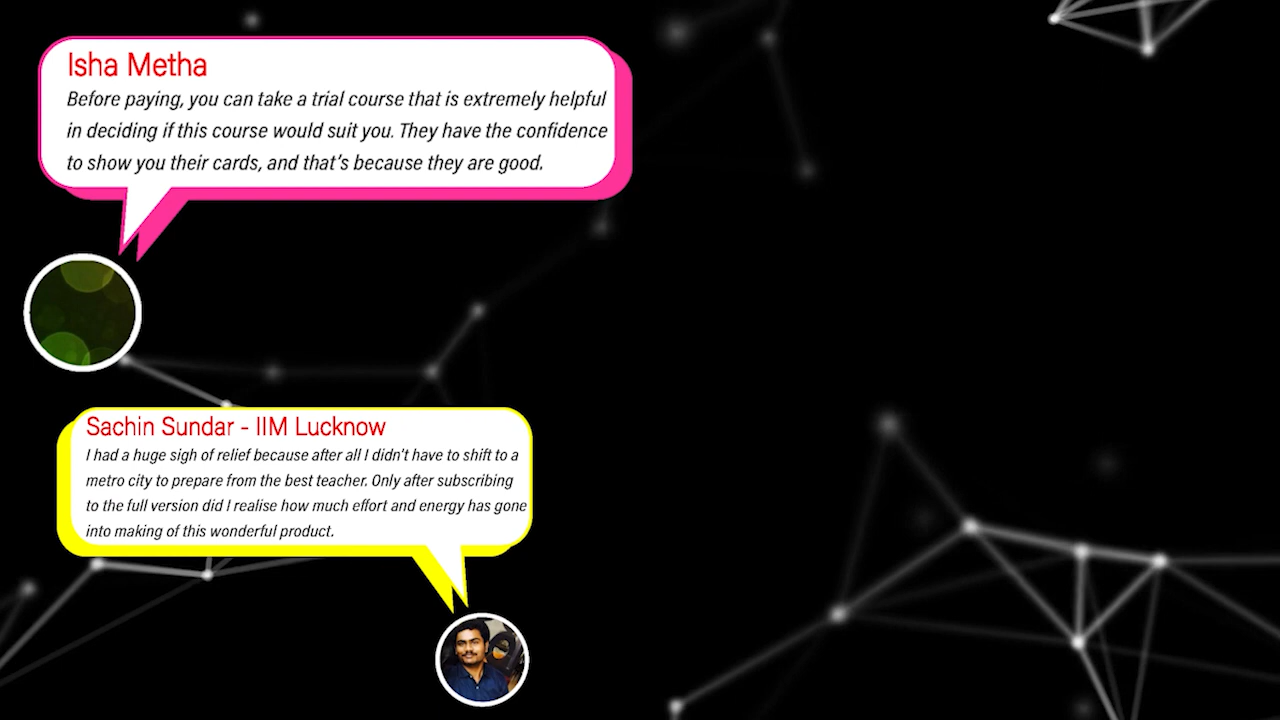 Isha Metha
Before paying, you can take a trial course that is extremely helpful
in deciding if this course would suit you. They have the confidence
to show you their cards, and that's because they are good.
Sachin Sundar - IIM Lucknow
I had a huge sigh of relief because after all I didn't have to shift to a
metro city to prepare from the best teacher. Only after subscribing
to the full version did I realise how much effort and energy has gone
into making of this wonderful product.